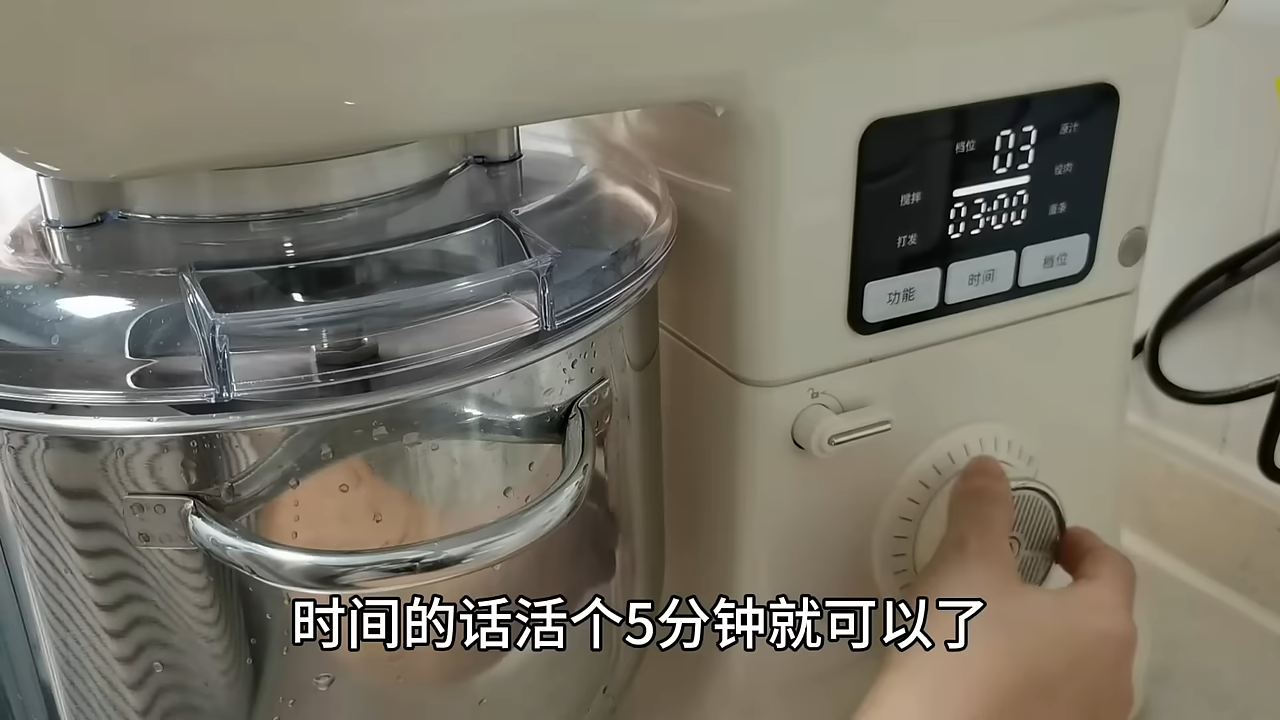 档位 03 原汁
绞肉
搅拌 03:00 面条
打发
功能 时间 档位
时间的话活个5分钟就可以了